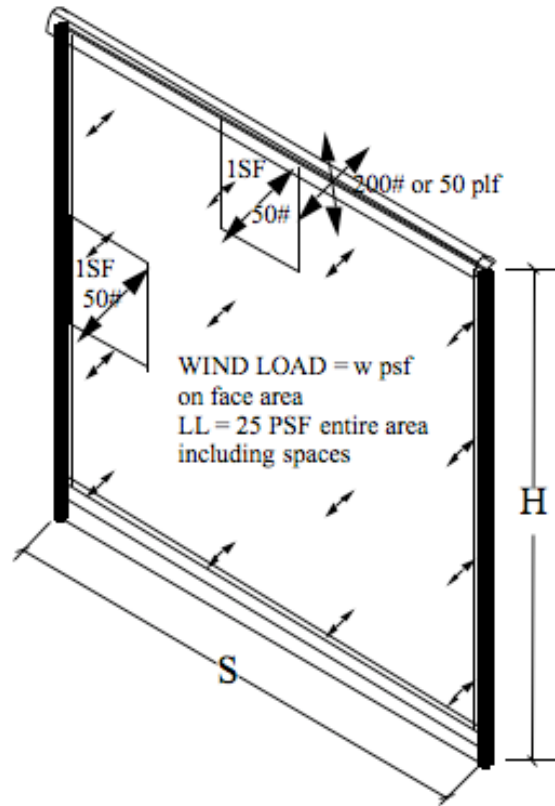 1SF
50#
200# or 50 plf
1SF
50#
WIND LOAD = w psf
on face area
LL = 25 PSF entire area
including spaces
H
S